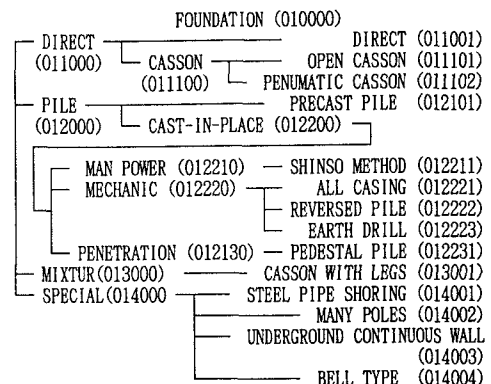 FOUNDATION (010000)
DIRECT DIRECT (011001)
(011000) CASSON OPEN CASSON (011101)
(011100) PENUMATIC CASSON (011102)
PILE PRECAST PILE (012101)
(012000) CAST-IN-PLACE (012200)
MAN POWER (012210) SHINSO METHOD (012211)
MECHANIC (012220) ALL CASING (012221)
REVERSED PILE (012222)
EARTH DRILL (012223)
PENETRATION (012130) PEDESTAL PILE (012231)
MIXTUR(013000) CASSON WITH LEGS (013001)
SPECIAL(014000 STEEL PIPE SHORING (014001)
MANY POLES (014002)
UNDERGROUND CONTINUOUS WALL
(014003)
BELL TYPE (014004)